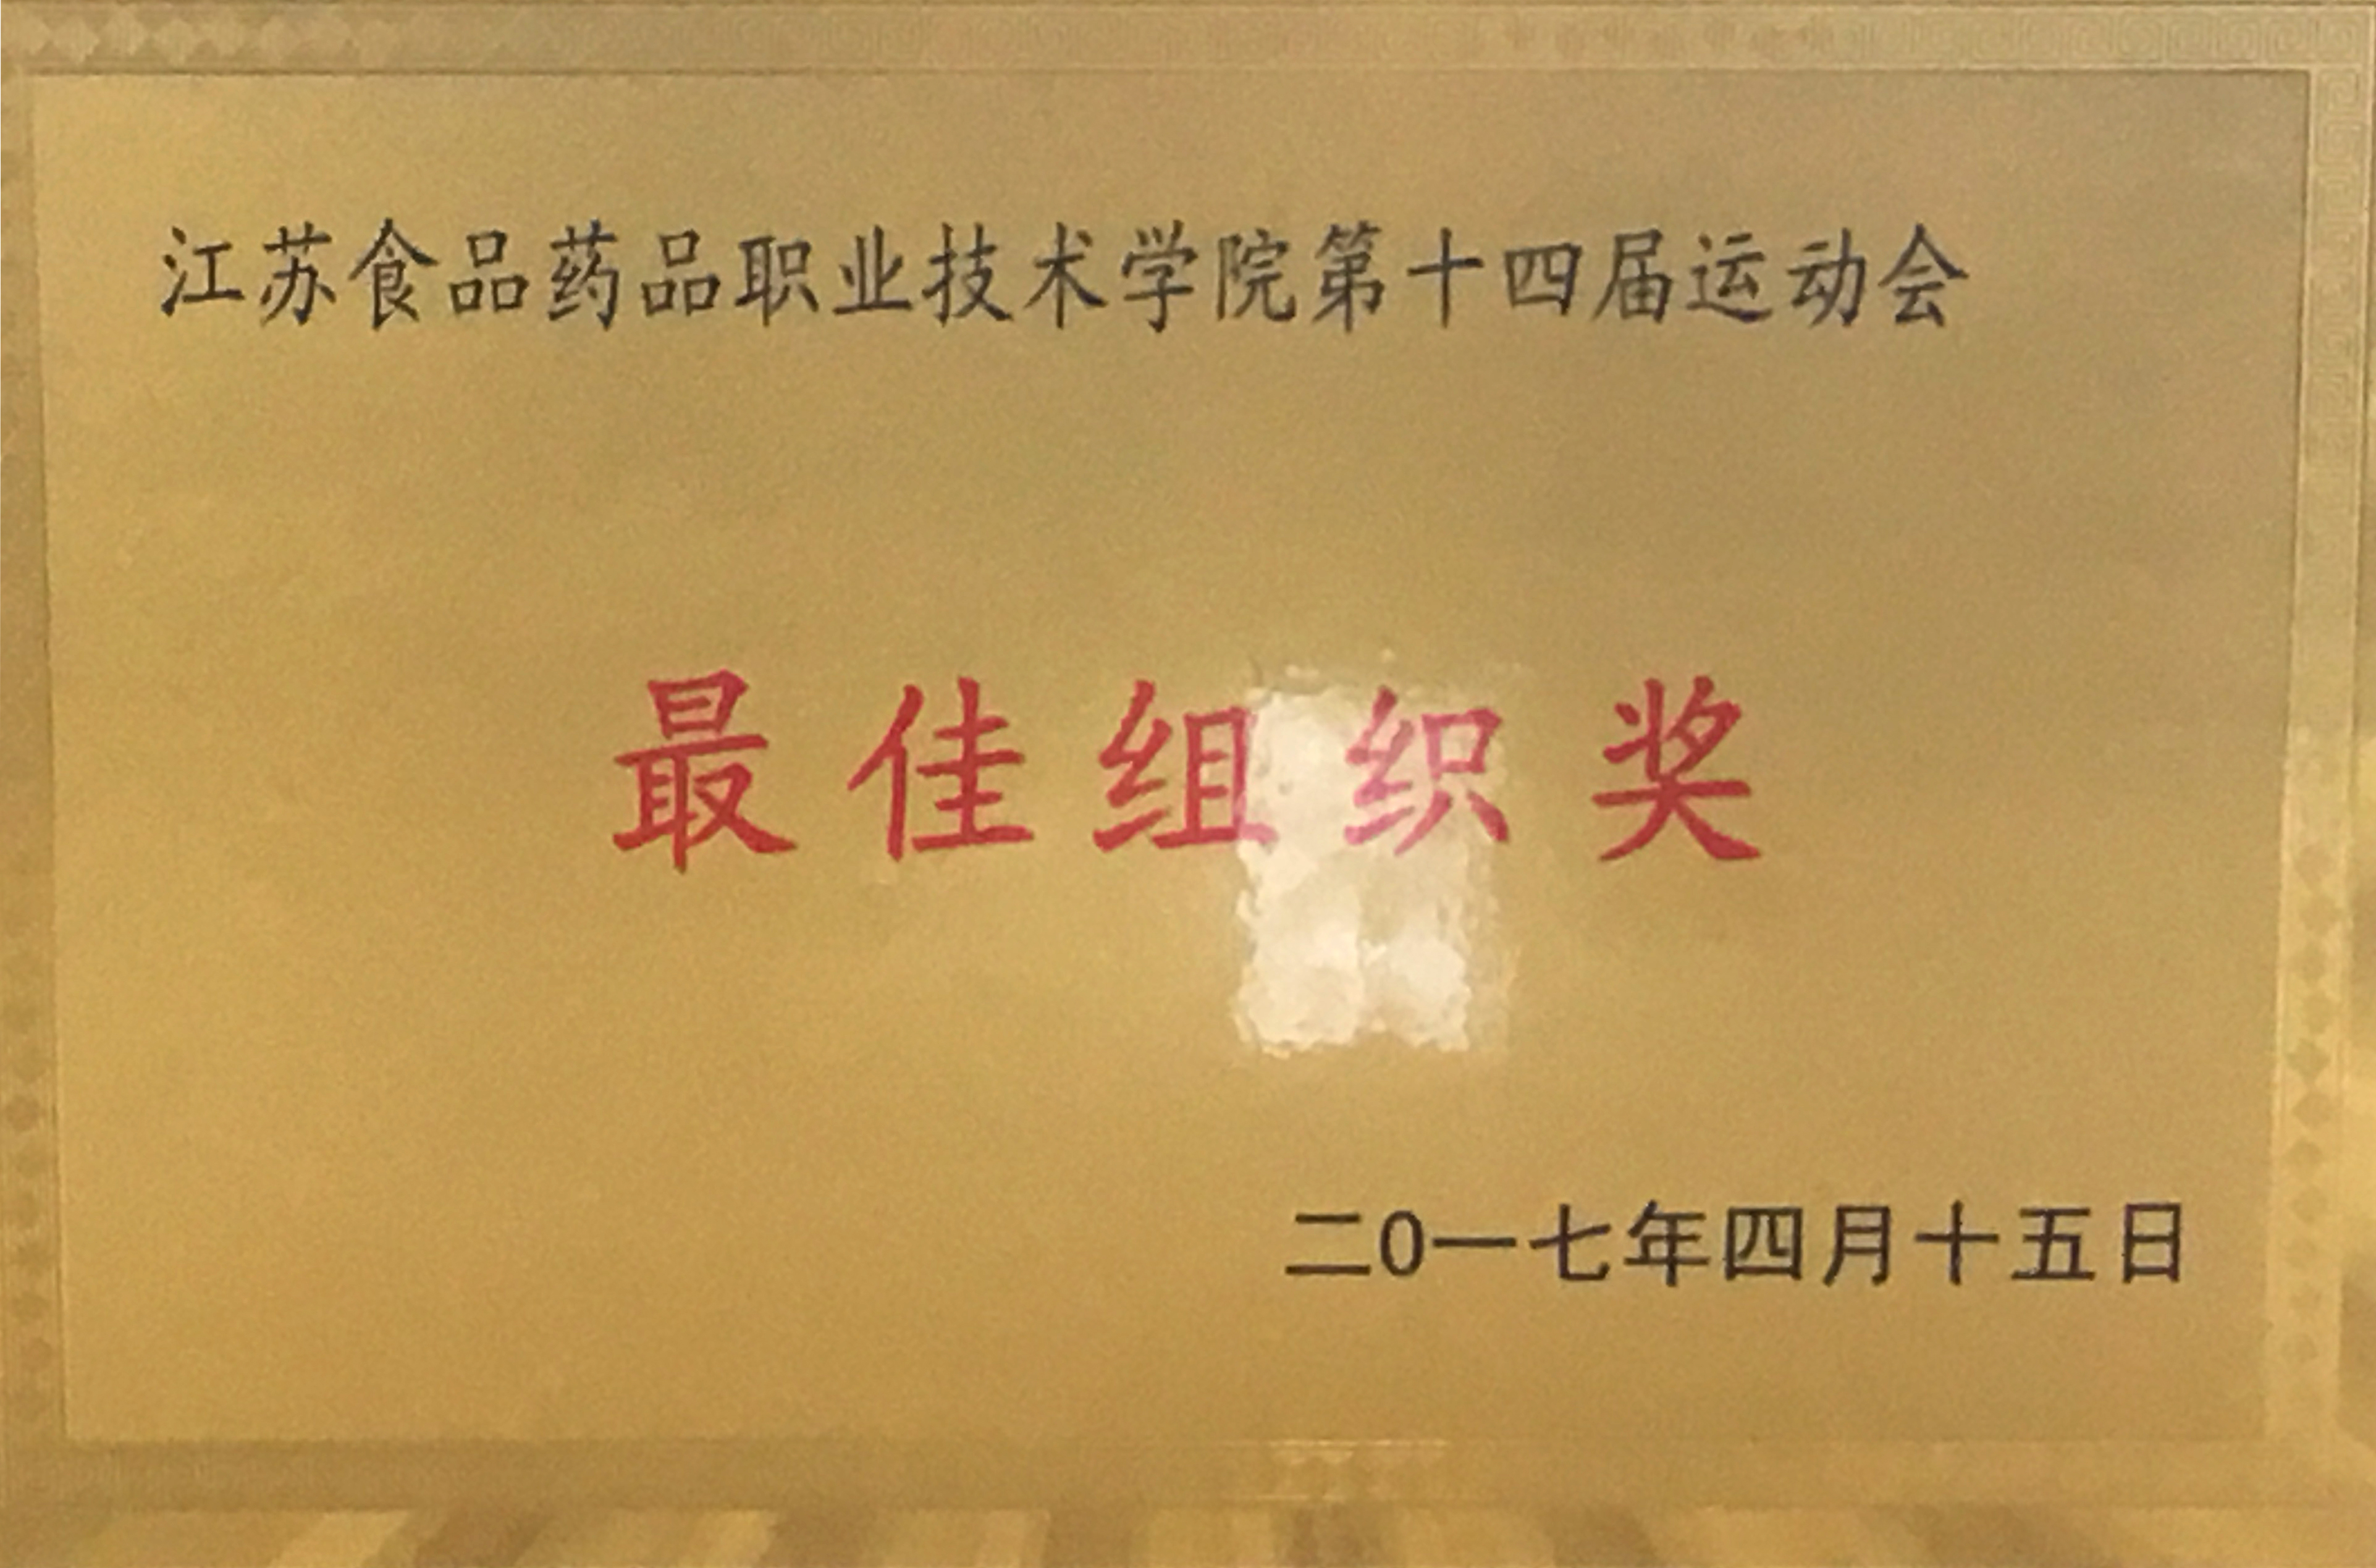 江苏食品药品职业技术学院第十四届运动会
最佳组织奖
二0一七年四月十五日